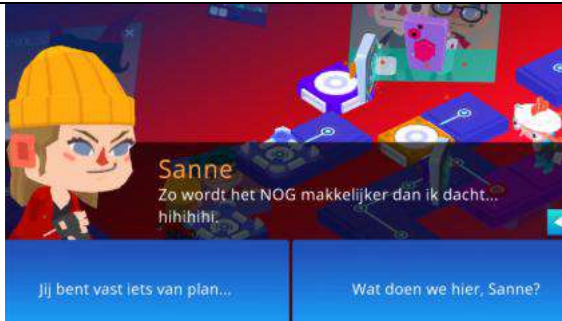 Sanne
Zo wordt het NOG makkelijker dan ik dacht...
hihihihi.
Jij bent vast iets van plan...
Wat doen we hier, Sanne?